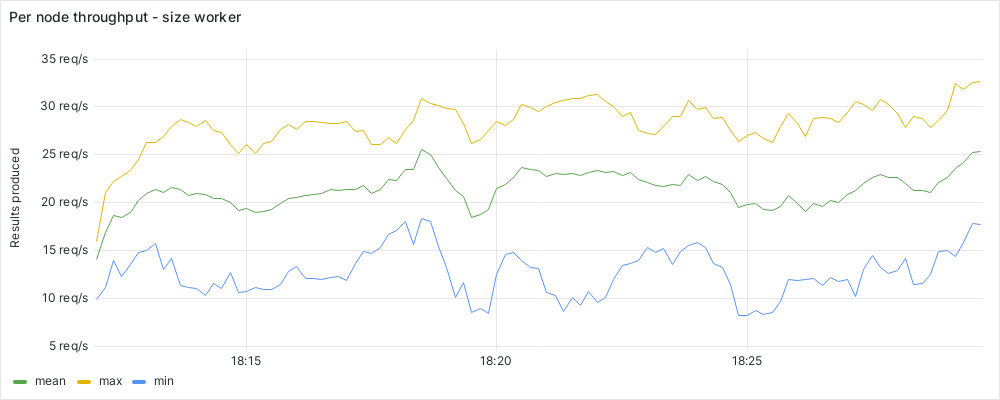 Per node throughput - size worker
Results produced
35 req/s
30 req/s
25 req/s
20 req/s
15 req/s
10 req/s
5 req/s
18:15 18:20 18:25
mean max min